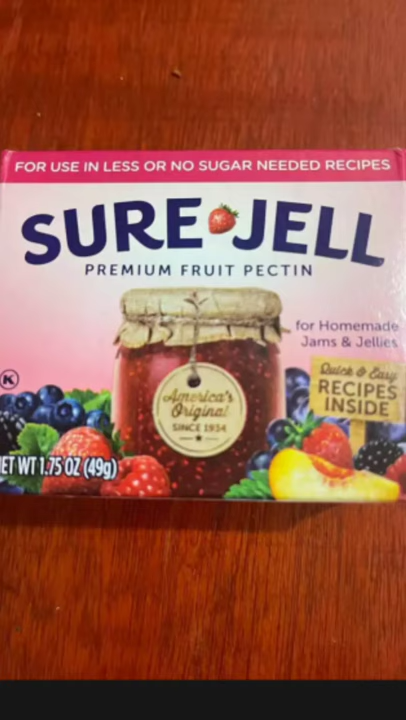 FOR USE IN LESS OR NO SUGAR NEEDED RECIPES
SURE JELL
PREMIUM FRUIT PECTIN
for Homemade
Jams & Jellies
Quick & Easy
RECIPES
INSIDE
K
America's
Original
SINCE 1934
ET WT 1.75 OZ (49g)